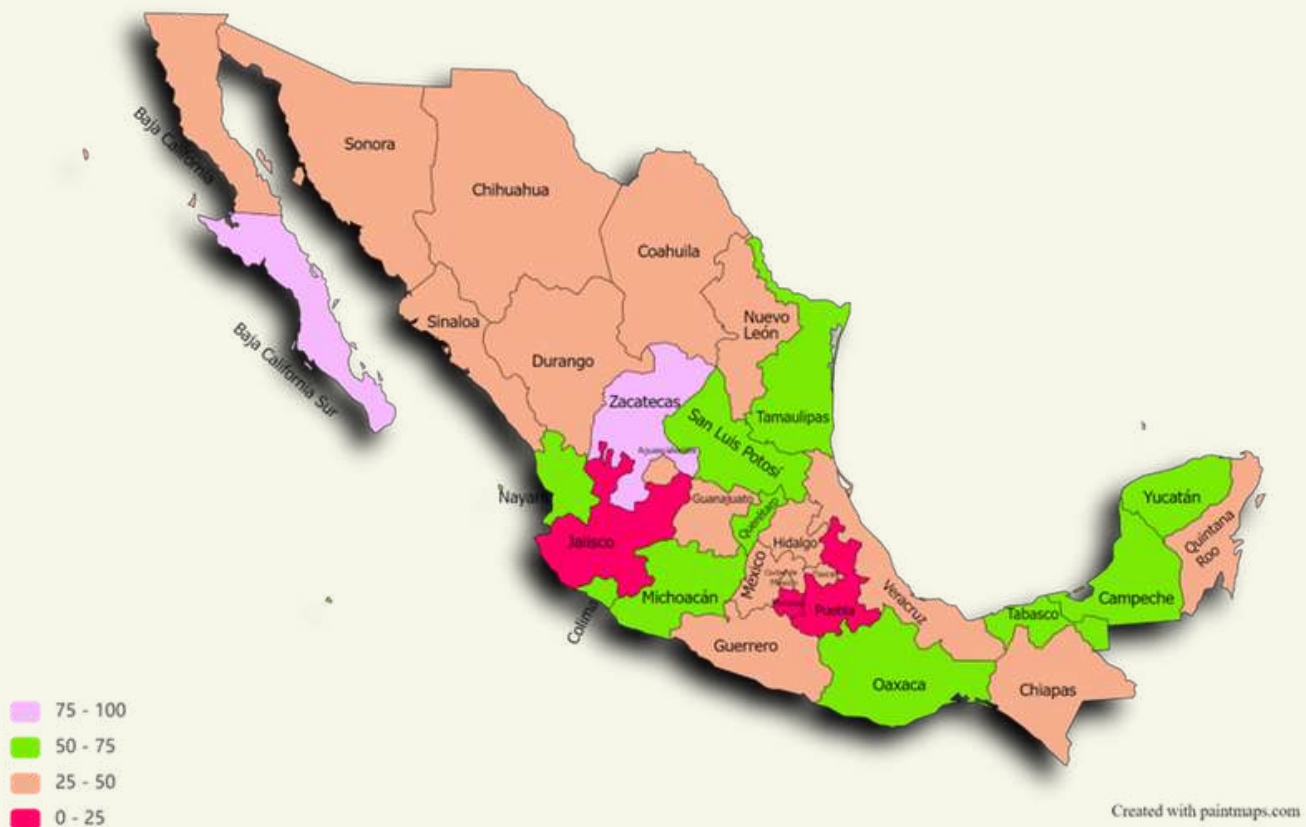 Baja California
Sonora
Chihuahua
Coahuila
Nuevo
León
Sinaloa
Durango
Baja California Sur
Zacatecas
San Luis Potosí
Tamaulipas
Nayarit
Guanajuato
Querétaro
Yucatán
Quintana
Roo
Jalisco
Hidalgo
México
Michoacán
Colima
Puebla
Veracruz
Campeche
Tabasco
Guerrero
Oaxaca
Chiapas
75 - 100
50 - 75
25 - 50
0 - 25
Created with paintmaps.com